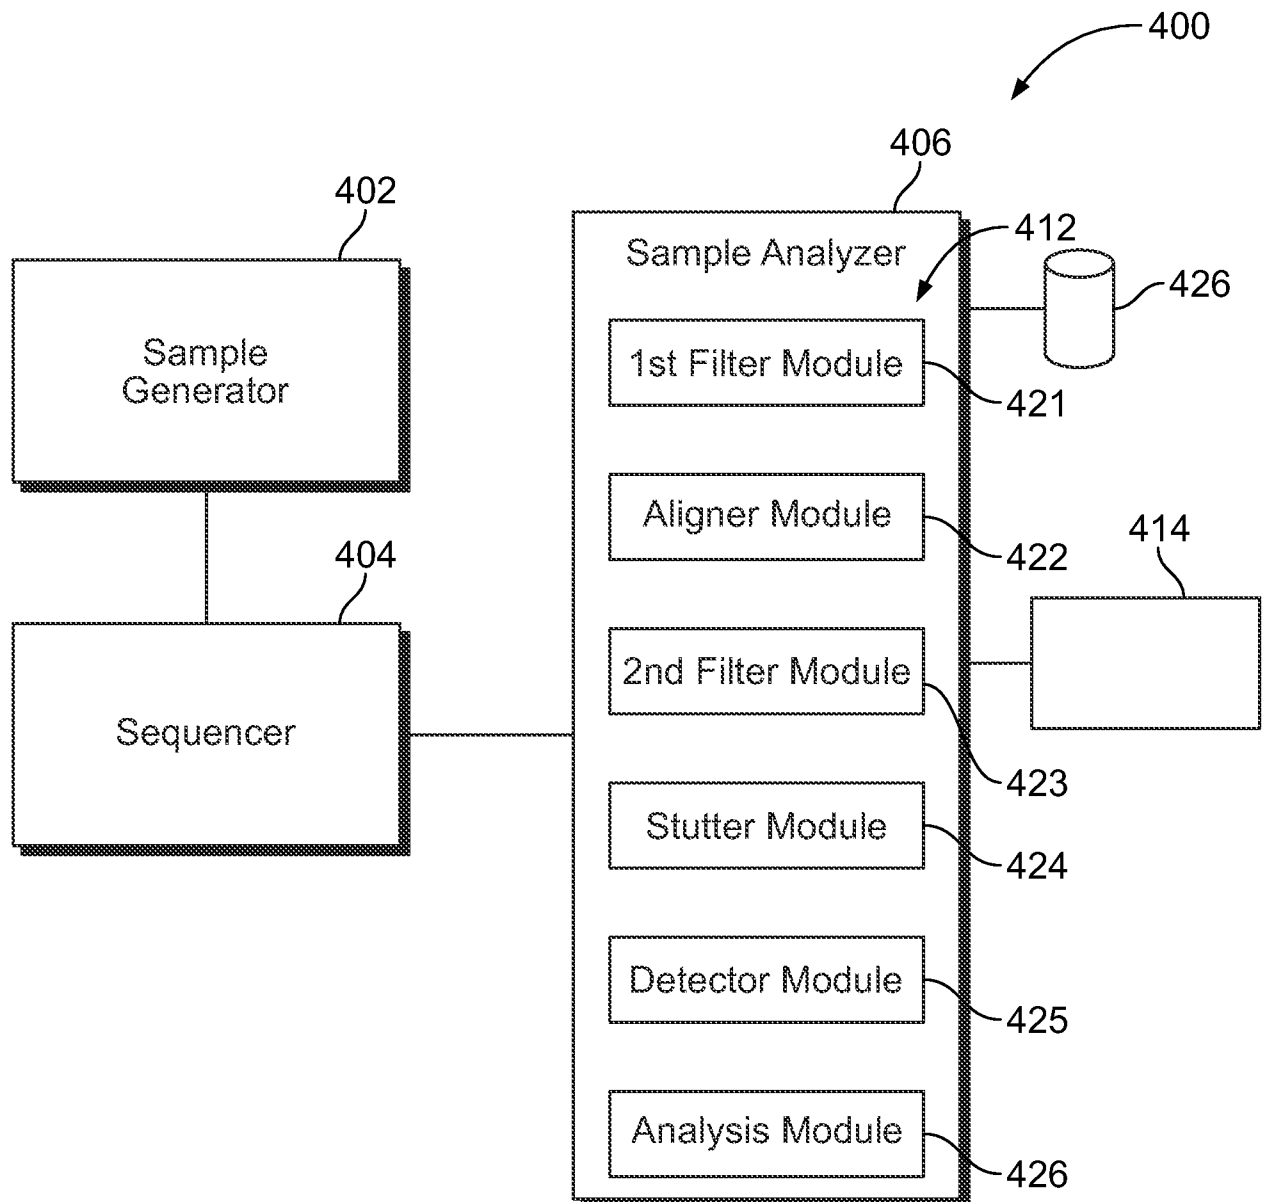 400
406
402
412
Sample Analyzer
426
Sample
Generator
1st Filter Module
421
Aligner Module
422
414
404
2nd Filter Module
Sequencer
423
Stutter Module
424
Detector Module
425
Analysis Module
426